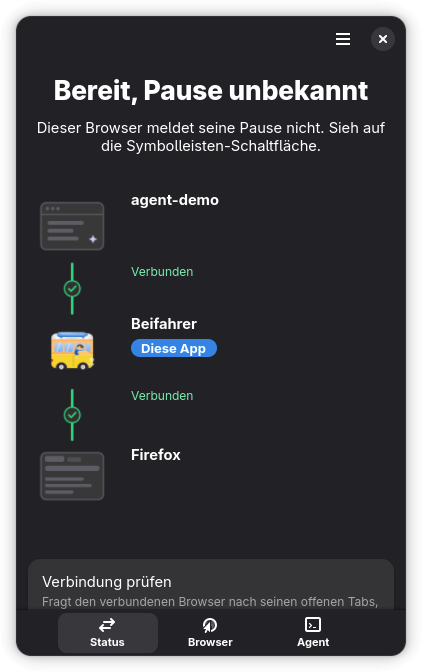 Bereit, Pause unbekannt
Dieser Browser meldet seine Pause nicht. Sieh auf
die Symbolleisten-Schaltfläche.
agent-demo
Verbunden
Beifahrer
Diese App
Verbunden
Firefox
Verbindung prüfen
Fragt den verbundenen Browser nach seinen offenen Tabs,
Status
Browser
Agent